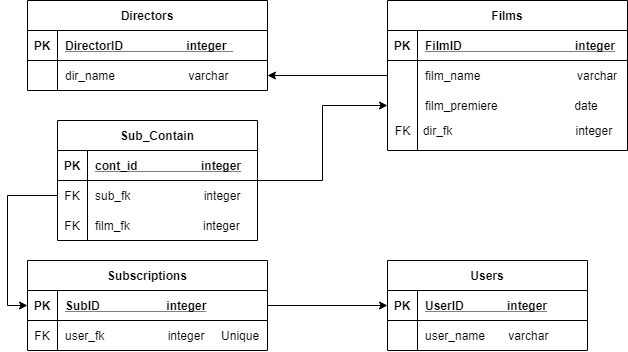 Directors
PK DirectorID integer
dir_name varchar
Films
PK FilmID integer
film_name varchar
film_premiere date
FK dir_fk integer
Sub_Contain
PK cont_id integer
FK sub_fk integer
FK film_fk integer
Subscriptions
PK SubID integer
FK user_fk integer Unique
Users
PK UserID integer
user_name varchar